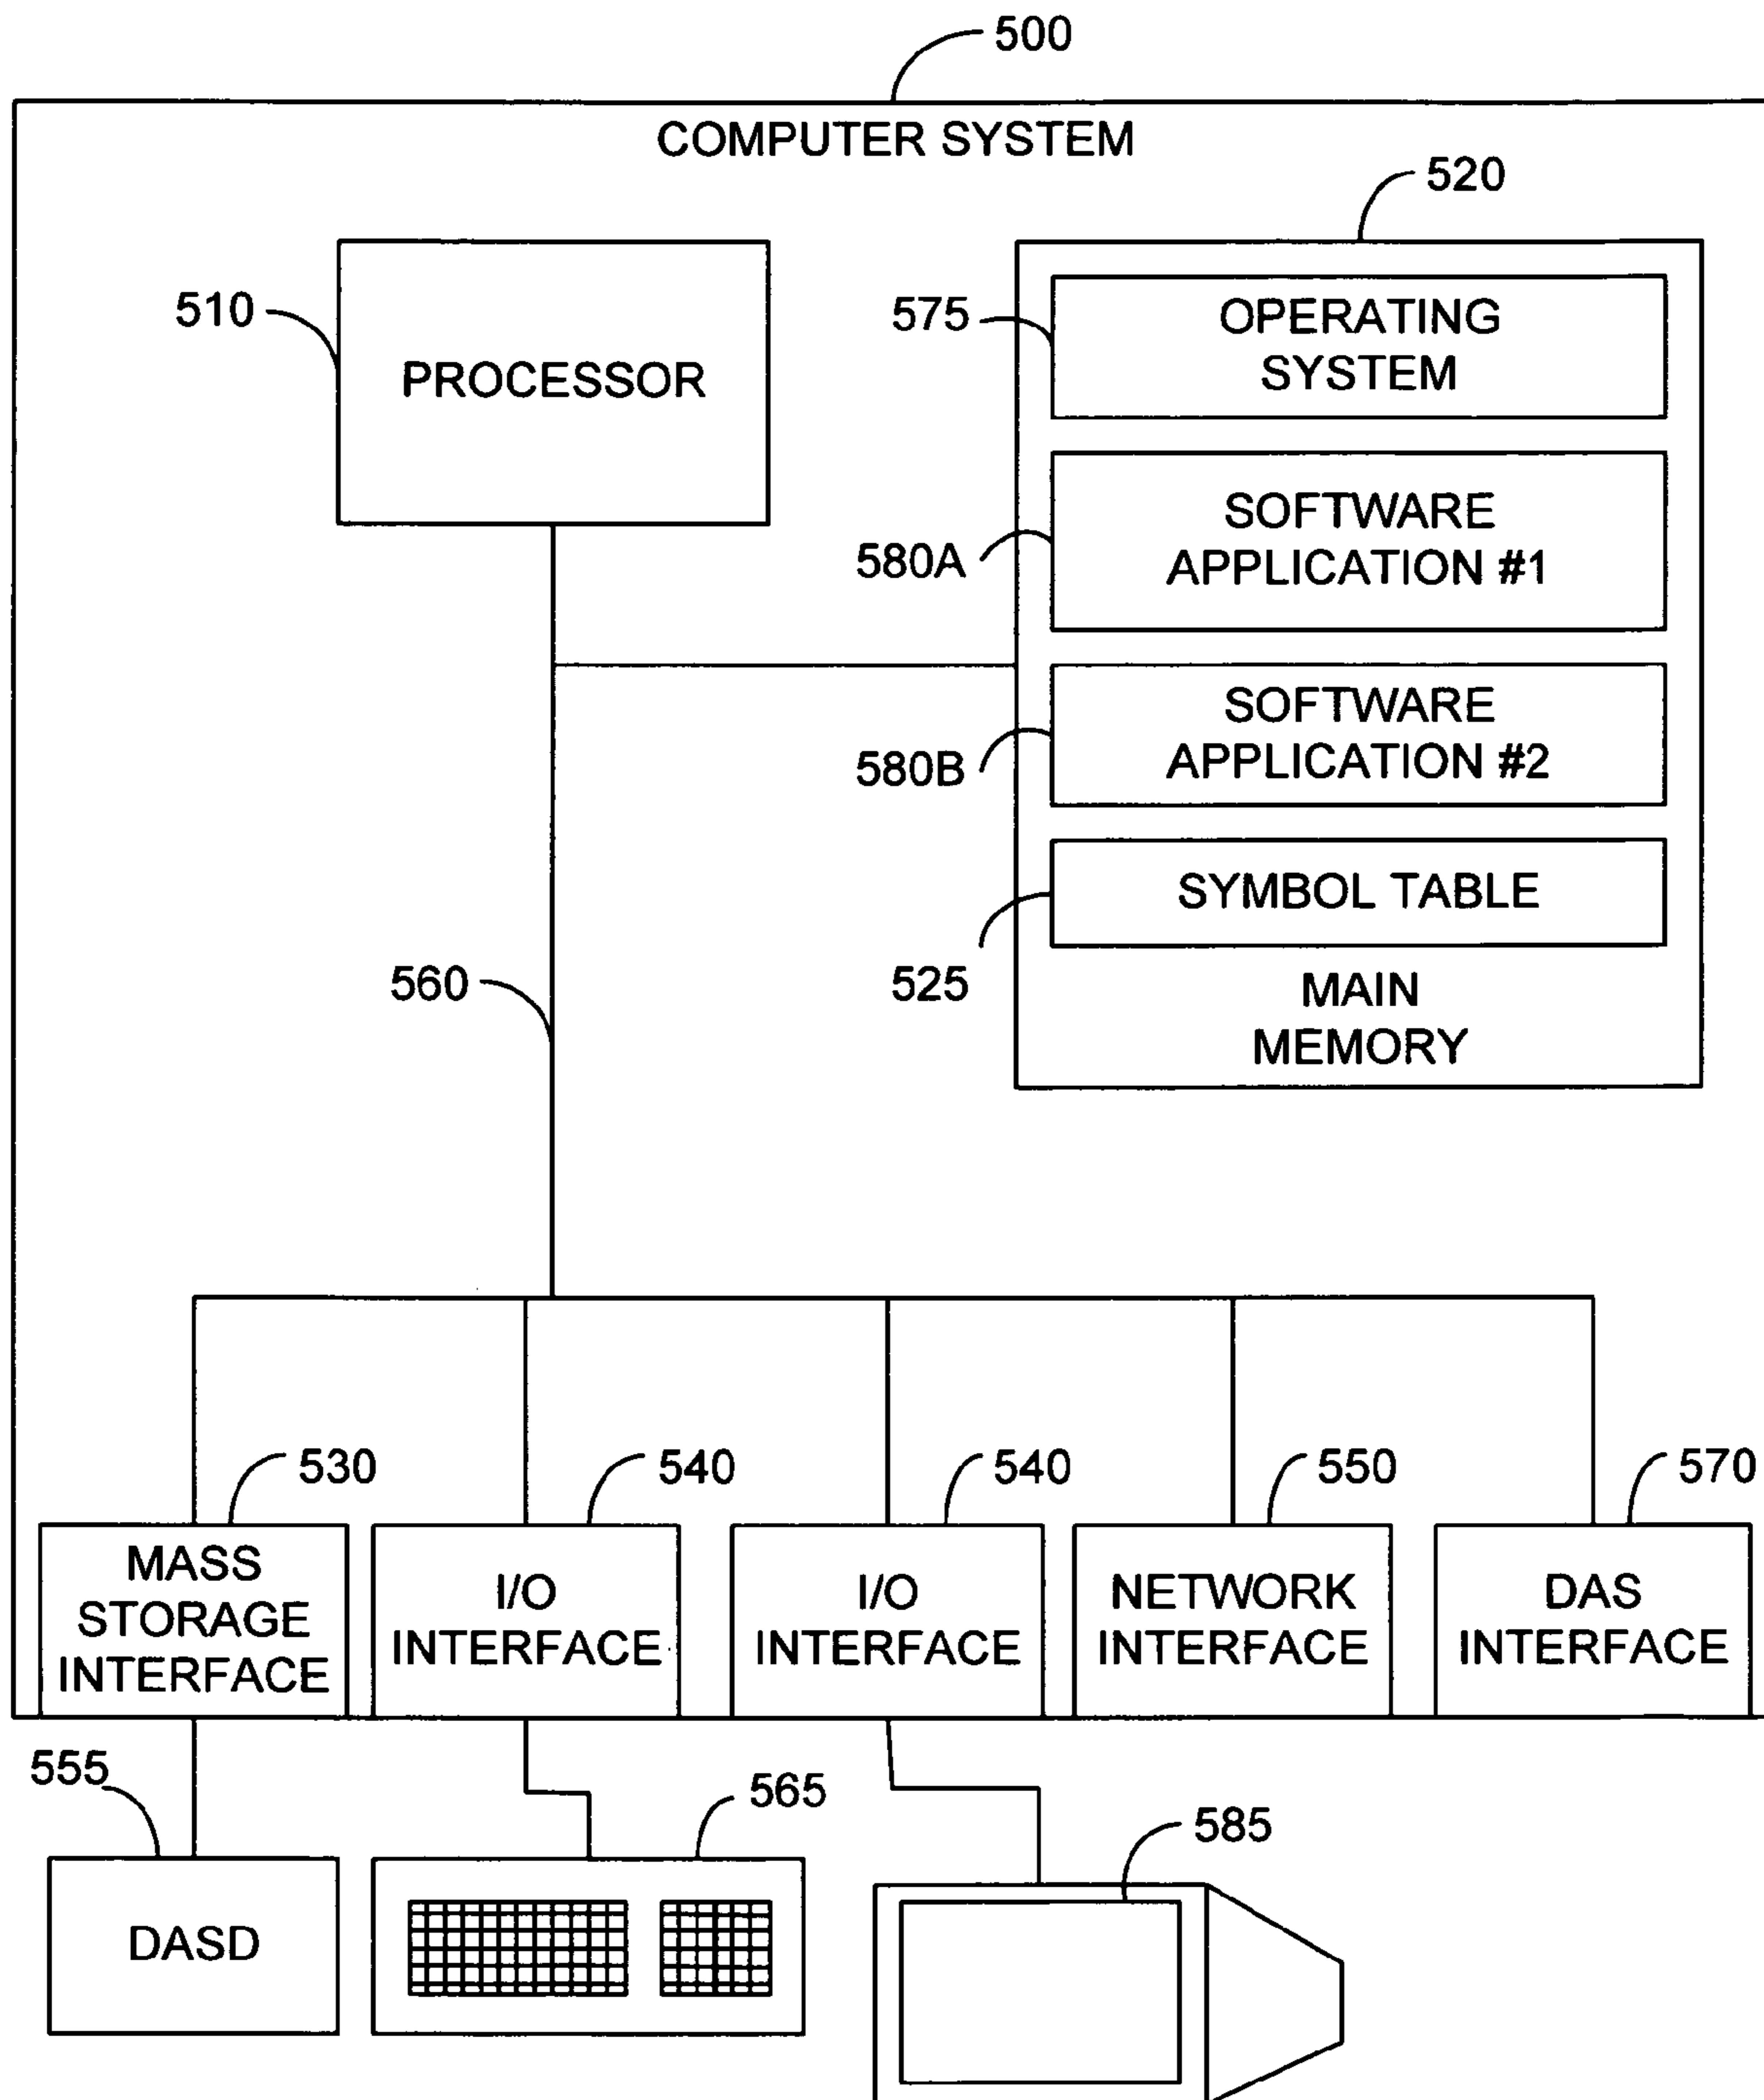 500
COMPUTER SYSTEM
520
510
PROCESSOR
575
OPERATING
SYSTEM
580A
SOFTWARE
APPLICATION #1
580B
SOFTWARE
APPLICATION #2
525
SYMBOL TABLE
MAIN
MEMORY
560
530
540
540
550
570
MASS
STORAGE
INTERFACE
I/O
INTERFACE
I/O
INTERFACE
NETWORK
INTERFACE
DAS
INTERFACE
555
565
585
DASD